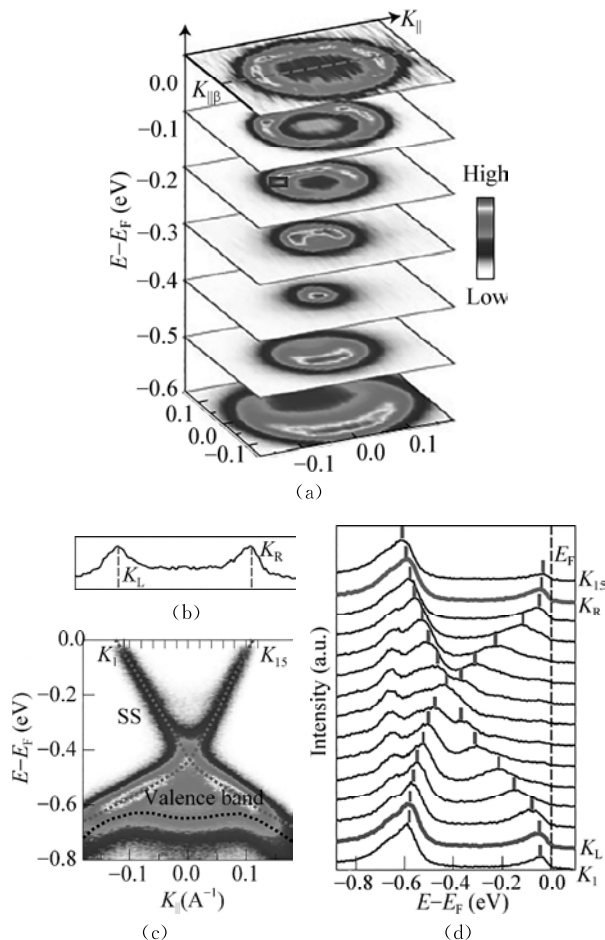 K||
0.0
K||β
−0.1
−0.2
−0.3
−0.4
−0.5
−0.6
E−EF (eV)
High
Low
0.1
0.0
−0.1
−0.1
0.0
0.1
(a)
KL
KR
(b)
0.0
−0.2
−0.4
−0.6
−0.8
E−EF (eV)
K1
K15
SS
Valence band
−0.1
0.0
0.1
K||(A−1)
(c)
EF
K15
KR
KL
K1
Intensity (a.u.)
−0.8
−0.6
−0.4
−0.2
0.0
E−EF (eV)
(d)